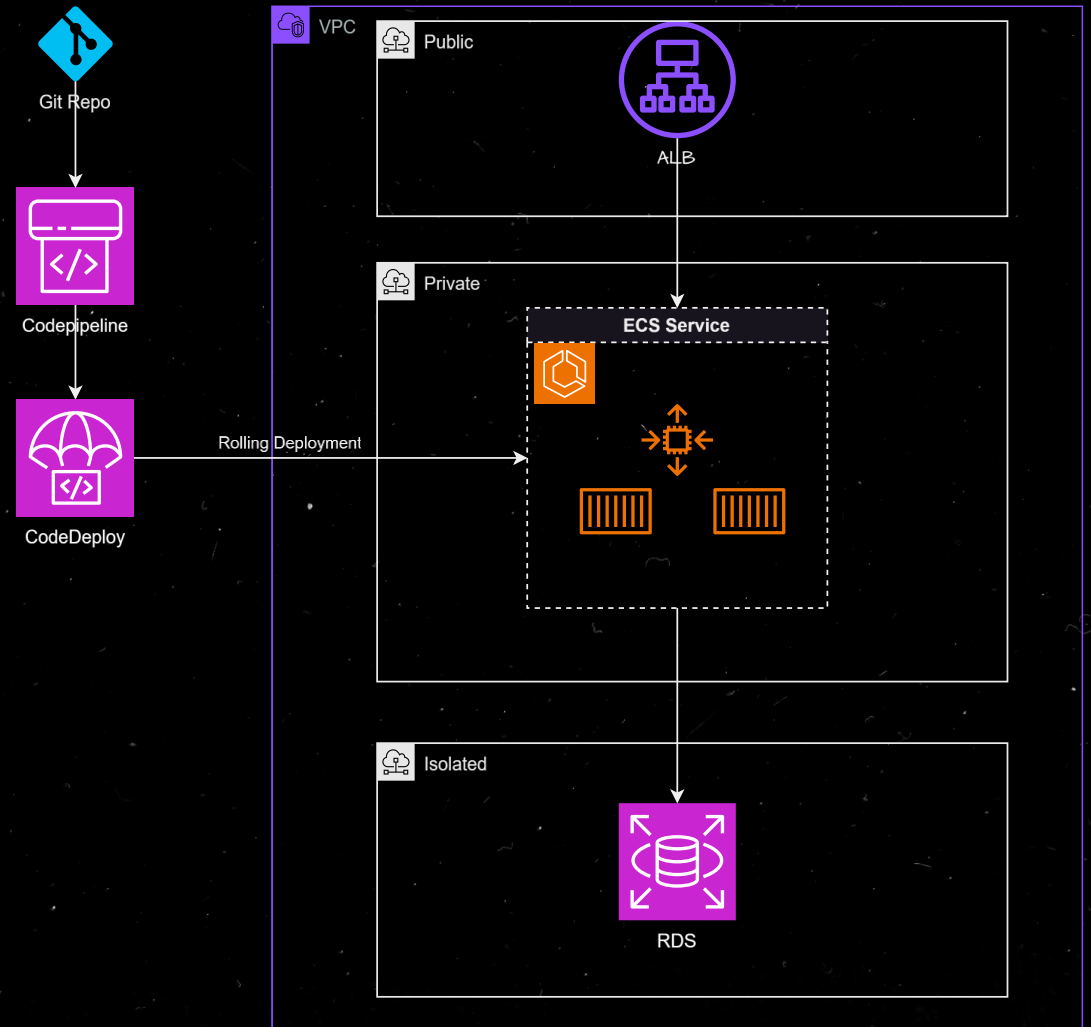 VPC
Public
Git Repo
ALB
Private
Codepipeline
ECS Service
Rolling Deployment
CodeDeploy
Isolated
RDS